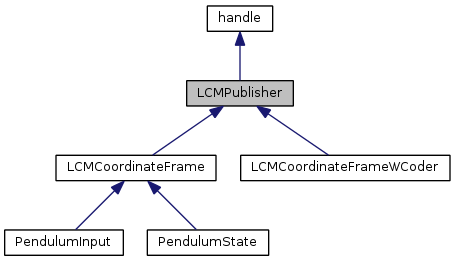 handle
LCMPublisher
LCMCoordinateFrame
LCMCoordinateFrameWCoder
PendulumInput
PendulumState